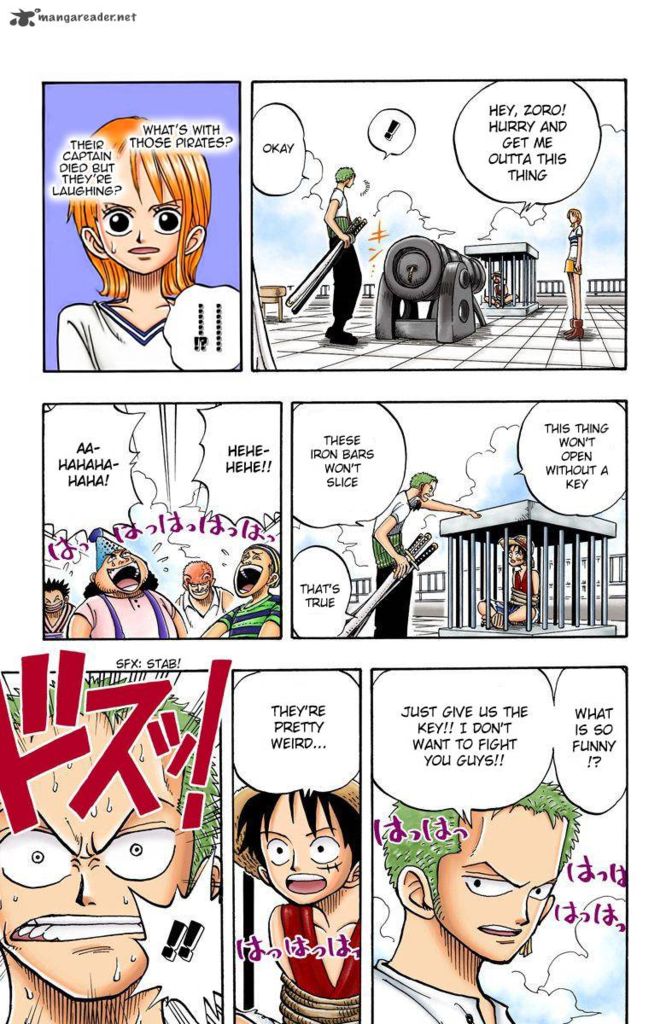 mangareader.net
HEY, ZORO!
HURRY AND
GET ME
OUTTA THIS
THING
!
OKAY
WHAT'S WITH
THOSE PIRATES?
THEIR
CAPTAIN
DIED BUT
THEY'RE
LAUGHING?
!!
!?
THIS THING
WON'T
OPEN
WITHOUT A
KEY
THESE
IRON BARS
WON'T
SLICE
THAT'S
TRUE
HEHE-
HEHE!!
AA-
HAHAHA-
HAHA!
はっはっはっはっ
WHAT
IS SO
FUNNY
!?
JUST GIVE US THE
KEY!! I DON'T
WANT TO FIGHT
YOU GUYS!!
はっはっ
はっは
はっはっ
THEY'RE
PRETTY
WEIRD...
はっはっはっ
SFX: STAB!
ドスッ!
!!